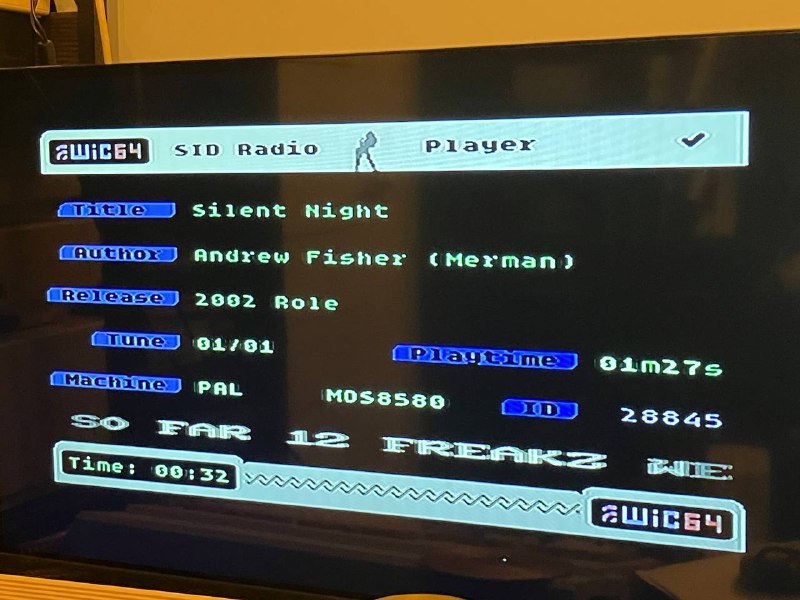 WiC64 SID Radio Player
Title Silent Night
Author Andrew Fisher (Merman)
Release 2002 Role
Tune 01/01 Playtime 01m27s
Machine PAL MOS8580 ID 28845
SO FAR 12 FREAKZ WE
Time: 00:32
WiC64